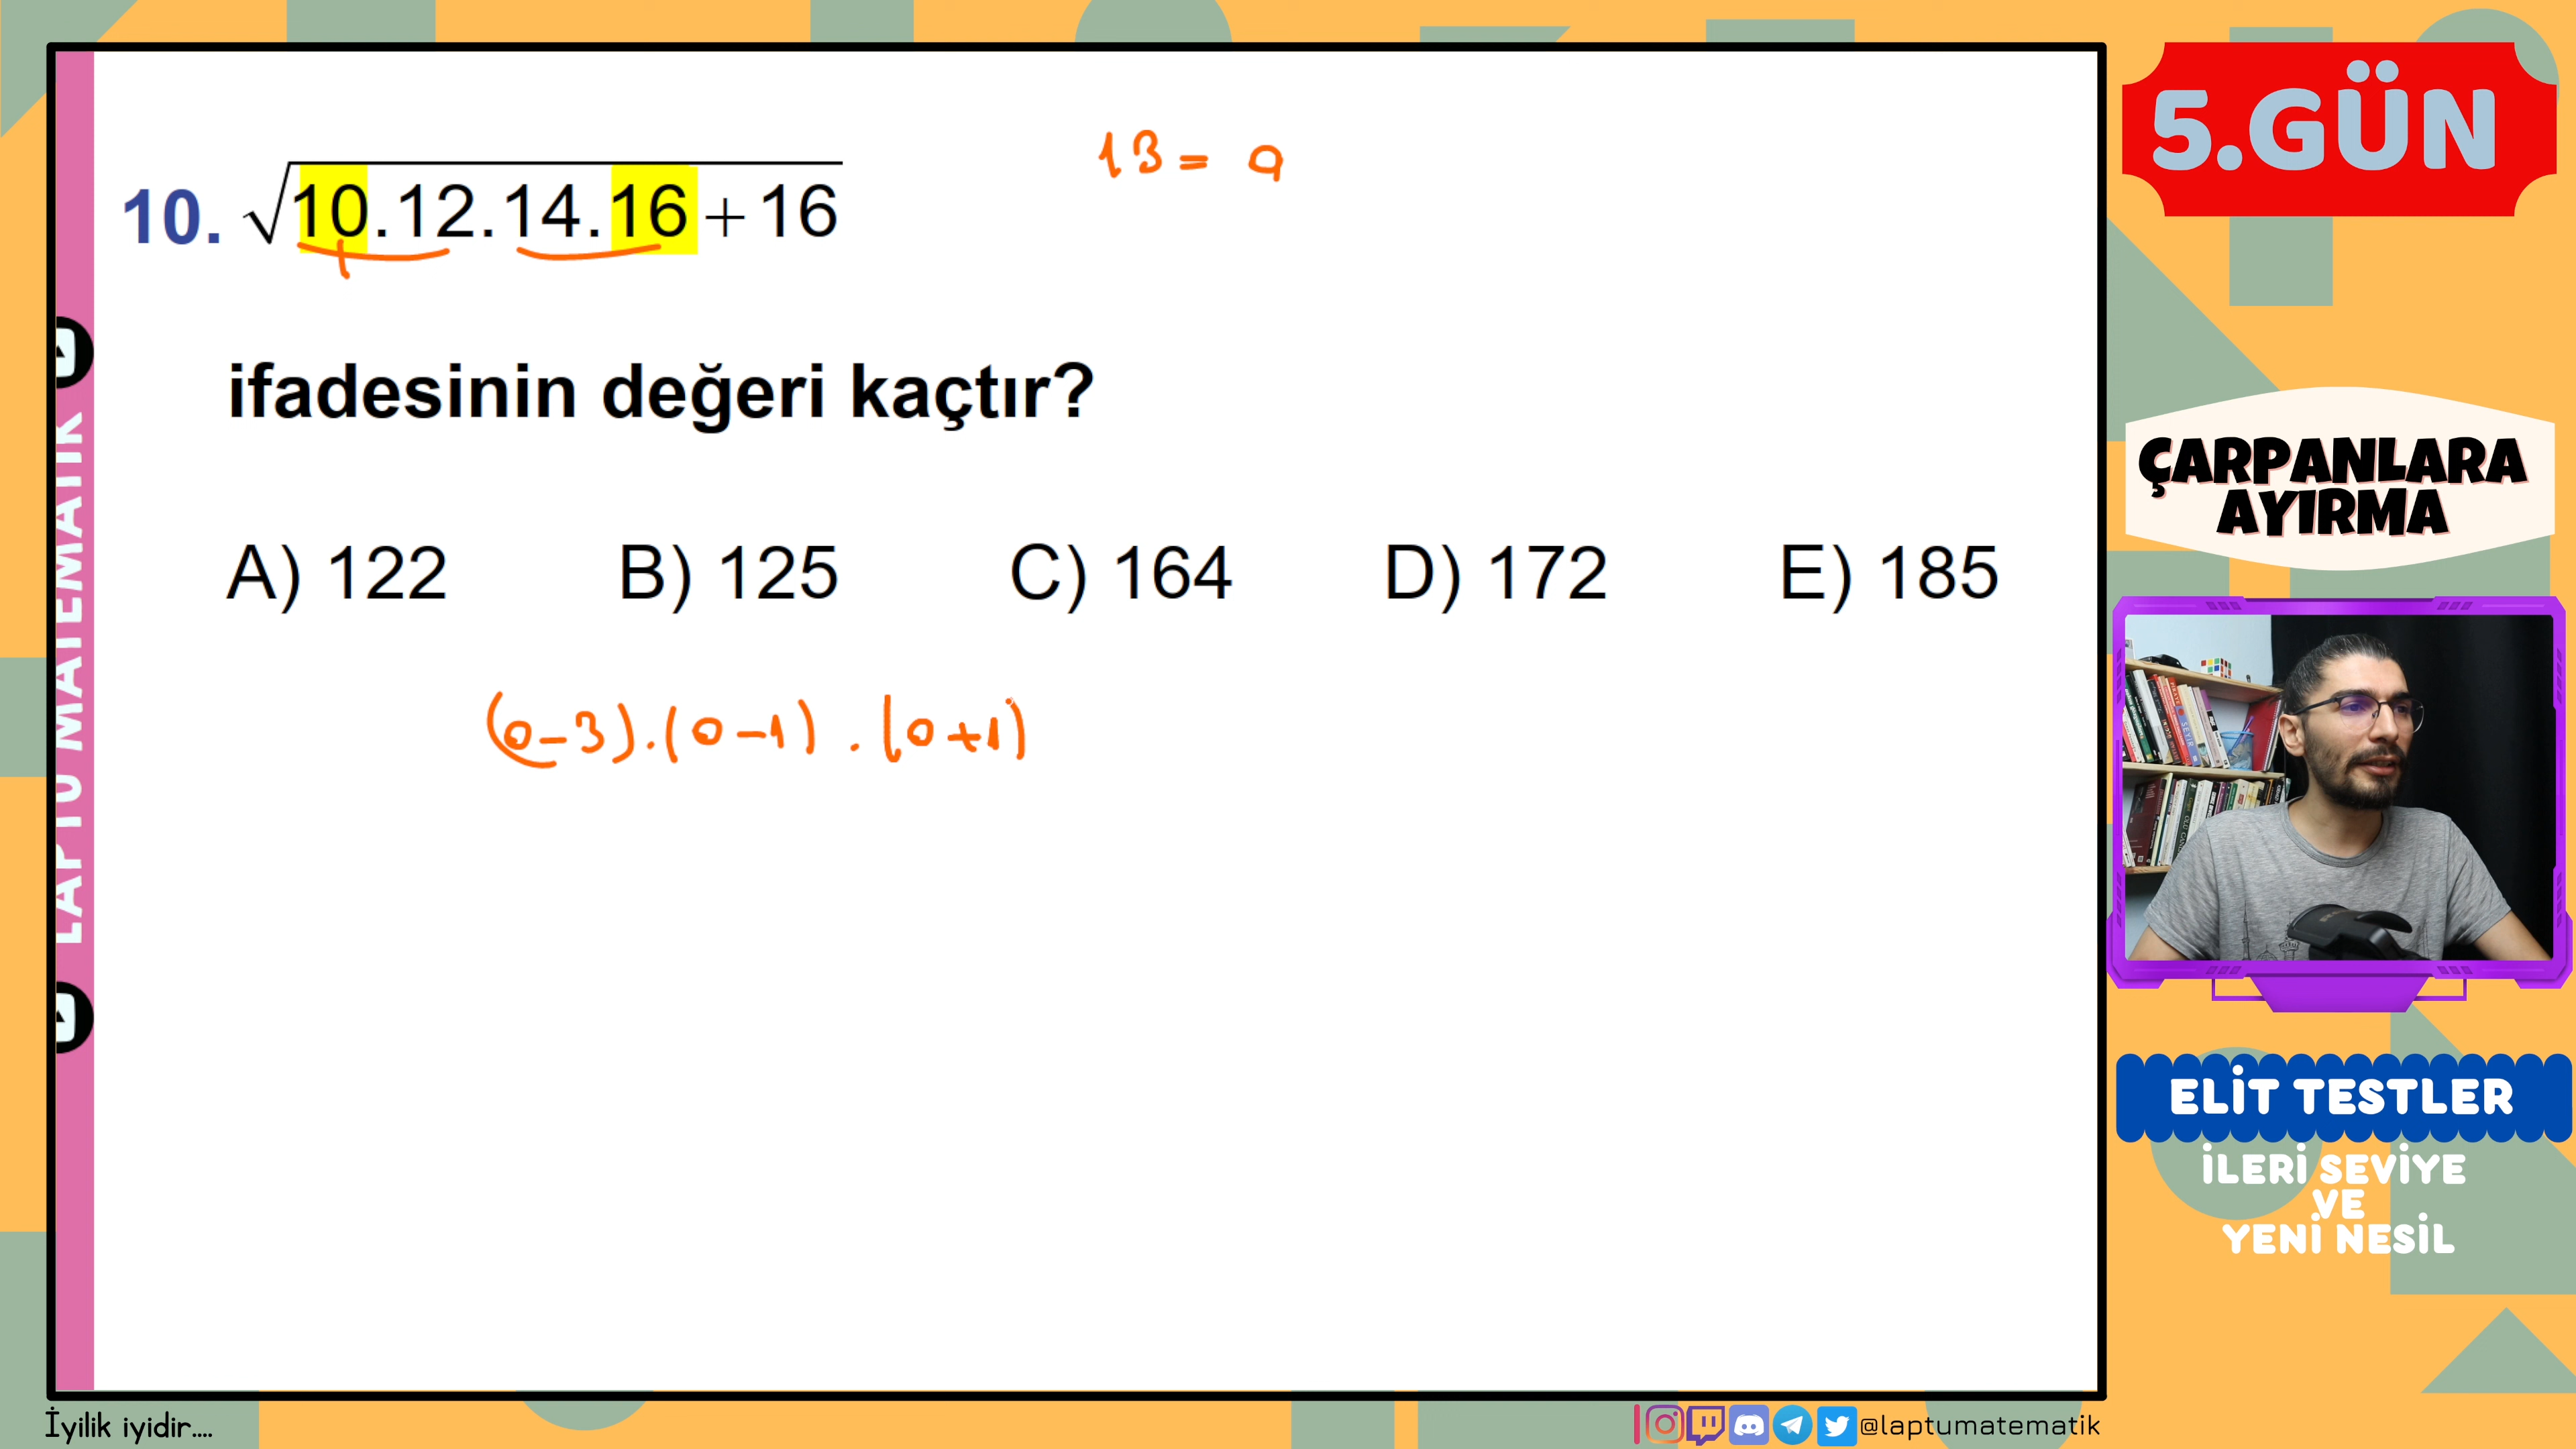 5.GÜN
13 = a
10. √10.12.14.16+16
ifadesinin değeri kaçtır?
A) 122 B) 125 C) 164 D) 172 E) 185
(a-3).(a-1).(a+1)
ÇARPANLARA
AYIRMA
LAPTU MATEMATİK
ELİT TESTLER
İLERİ SEVİYE
VE
YENİ NESİL
İyilik iyidir....
@laptumatematik